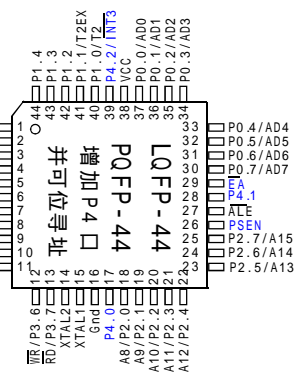 P1.4
P1.3
P1.2
P1.1/T2EX
P1.0/T2
P4.2/INT3
VCC
P0.0/AD0
P0.1/AD1
P0.2/AD2
P0.3/AD3
44 43 42 41 40 39 38 37 36 35 34
1
2
3
4
5
6
7
8
9
10
11
LQFP-44
PQFP-44
增加P4口
并可位寻址
33 P0.4/AD4
32 P0.5/AD5
31 P0.6/AD6
30 P0.7/AD7
29 EA
28 P4.1
27 ALE
26 PSEN
25 P2.7/A15
24 P2.6/A14
23 P2.5/A13
12 13 14 15 16 17 18 19 20 21 22
WR/P3.6
RD/P3.7
XTAL2
XTAL1
Gnd
P4.0
A8/P2.0
A9/P2.1
A10/P2.2
A11/P2.3
A12/P2.4